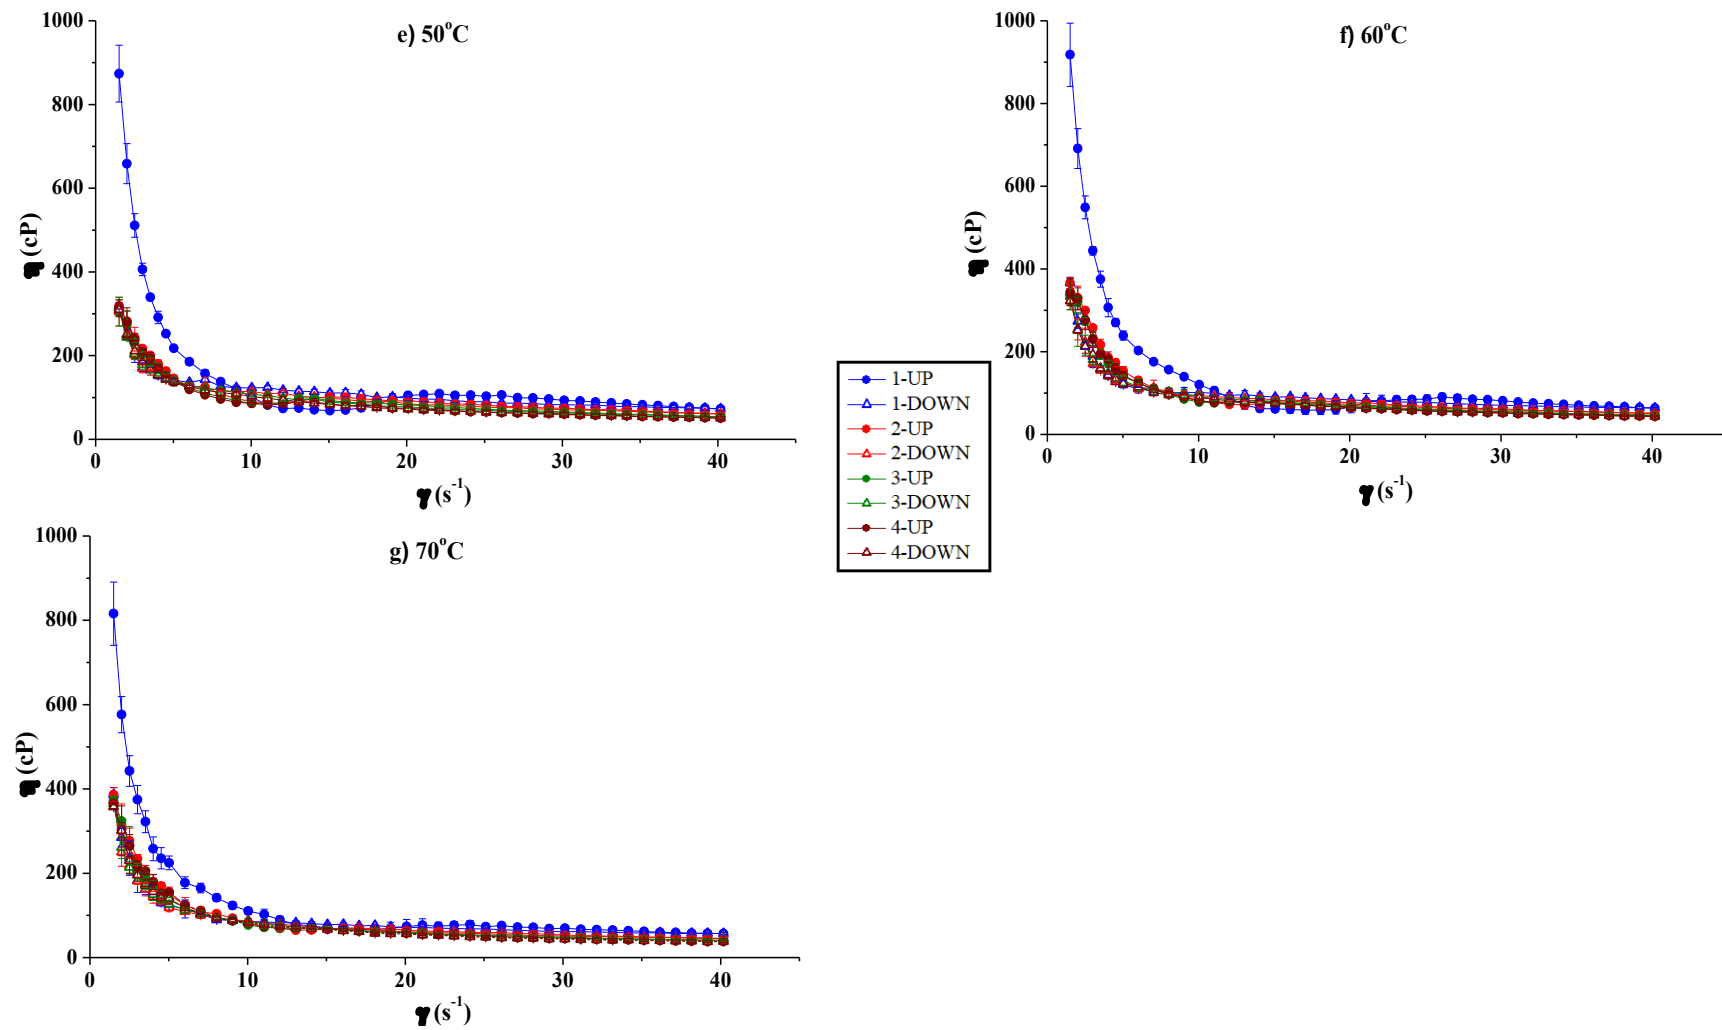 e) 50°C
1000
800
600
400
200
0
η (cP)
0 10 20 30 40
γ (s⁻¹)
f) 60°C
1000
800
600
400
200
0
η (cP)
0 10 20 30 40
γ (s⁻¹)
1-UP
1-DOWN
2-UP
2-DOWN
3-UP
3-DOWN
4-UP
4-DOWN
g) 70°C
1000
800
600
400
200
0
η (cP)
0 10 20 30 40
γ (s⁻¹)